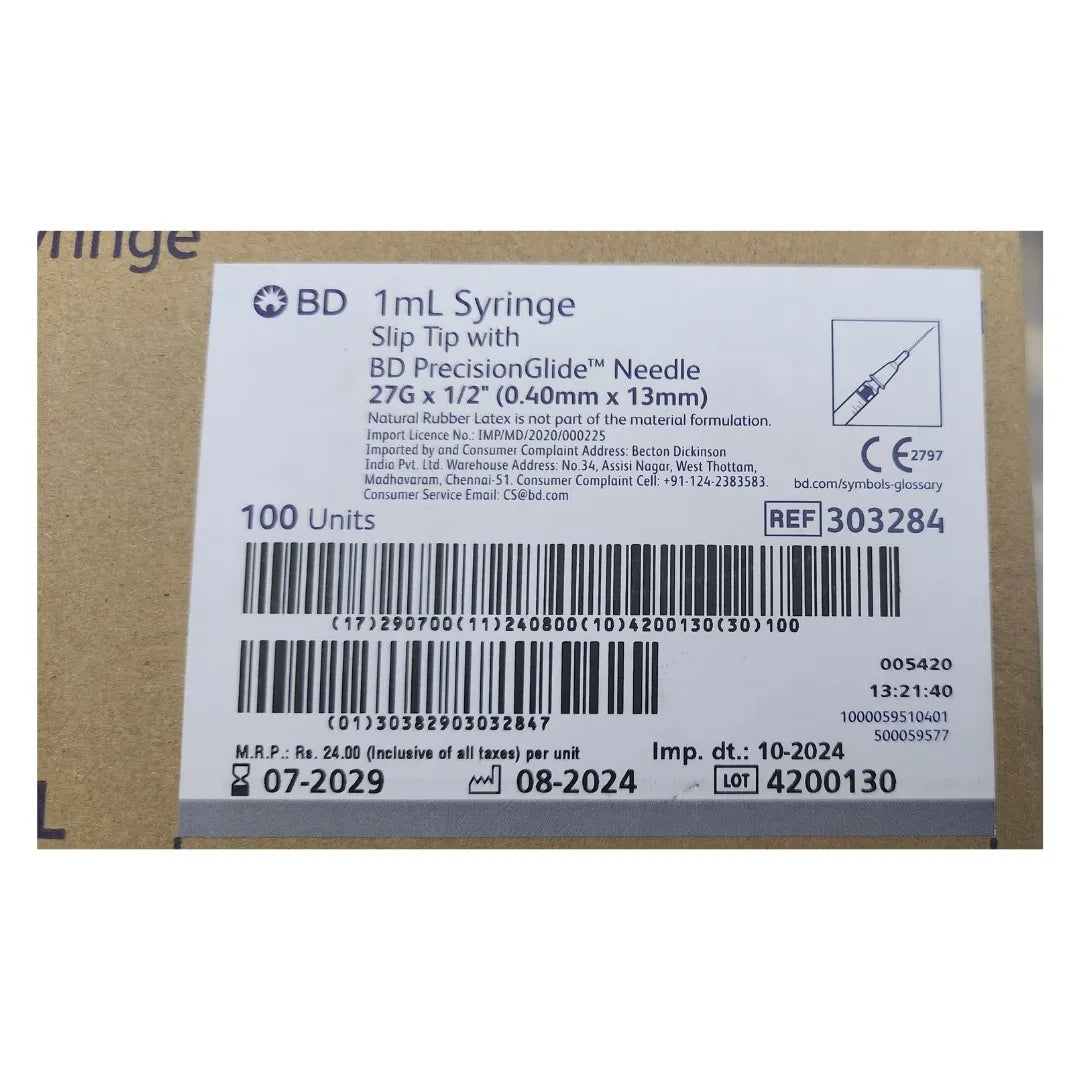 BD 1mL Syringe
Slip Tip with
BD PrecisionGlide™ Needle
27G x 1/2" (0.40mm x 13mm)
Natural Rubber Latex is not part of the material formulation.
Import Licence No.: IMP/MD/2020/000225
Imported by and Consumer Complaint Address: Becton Dickinson
India Pvt. Ltd. Warehouse Address: No.34, Assisi Nagar, West Thottam,
Madhavaram, Chennai-51. Consumer Complaint Cell: +91-124-2383583.
Consumer Service Email: CS@bd.com
CE 2797
bd.com/symbols-glossary
100 Units
REF 303284
(17)290700(11)240800(10)4200130(30)100
(01)30382903032847
005420
13:21:40
1000059510401
500059577
M.R.P.: Rs. 24.00 (Inclusive of all taxes) per unit
Imp. dt.: 10-2024
07-2029
08-2024
LOT 4200130